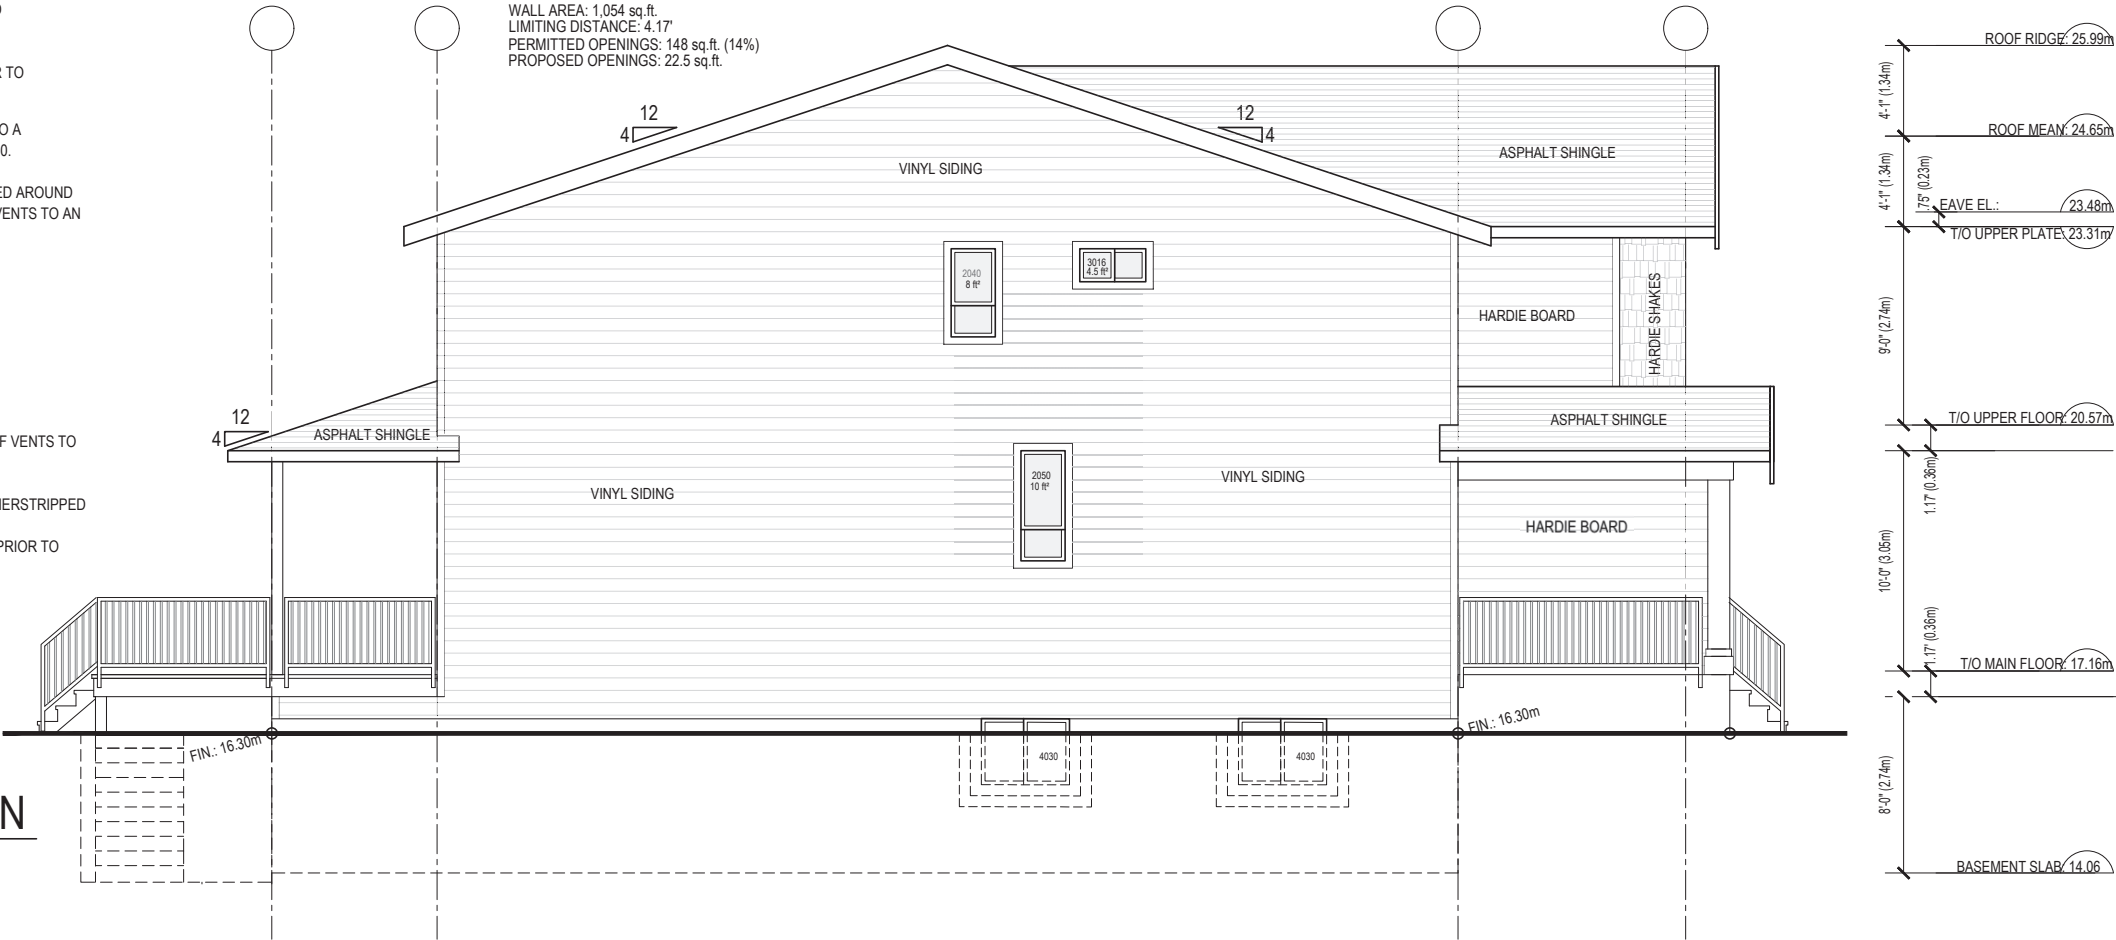 WALL AREA: 1,054 sq.ft.
LIMITING DISTANCE: 4.17'
PERMITTED OPENINGS: 148 sq.ft. (14%)
PROPOSED OPENINGS: 22.5 sq.ft.
TO
O A
0.
ED AROUND
VENTS TO AN
F VENTS TO
HERSTRIPPED
PRIOR TO
N
12
4
12
4
VINYL SIDING
ASPHALT SHINGLE
2040
8 ft²
3016
4.5 ft²
HARDIE BOARD
HARDIE SHAKES
12
4
ASPHALT SHINGLE
ASPHALT SHINGLE
VINYL SIDING
2050
10 ft²
VINYL SIDING
HARDIE BOARD
FIN.: 16.30m
FIN.: 16.30m
4030
4030
ROOF RIDGE: 25.99m
4'-1" (1.34m)
ROOF MEAN: 24.65m
4'-1" (1.34m)
.75" (0.23m)
EAVE EL.: 23.48m
T/O UPPER PLATE: 23.31m
9'-0" (2.74m)
T/O UPPER FLOOR: 20.57m
1.17' (0.36m)
10'-0" (3.05m)
1.17' (0.36m)
T/O MAIN FLOOR: 17.16m
8'-0" (2.74m)
BASEMENT SLAB: 14.06